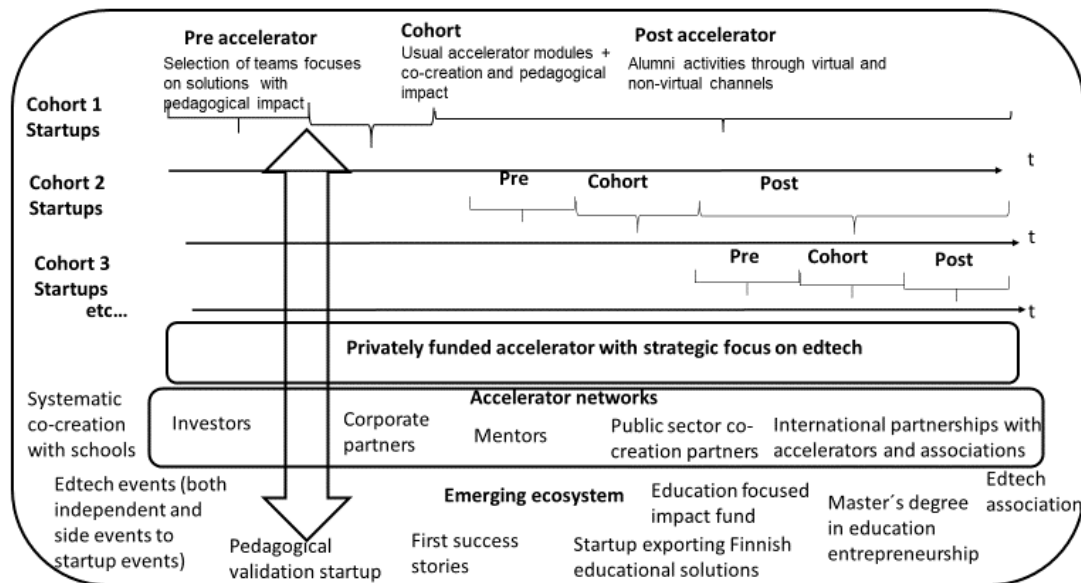 Pre accelerator
Selection of teams focuses
on solutions with
pedagogical impact
Cohort
Usual accelerator modules +
co-creation and pedagogical
impact
Post accelerator
Alumni activities through virtual and
non-virtual channels
Cohort 1
Startups
t
Cohort 2
Startups
Pre
Cohort
Post
t
Cohort 3
Startups
etc...
Pre
Cohort
Post
t
Privately funded accelerator with strategic focus on edtech
Systematic
co-creation
with schools
Accelerator networks
Investors
Corporate
partners
Mentors
Public sector co-
creation partners
International partnerships with
accelerators and associations
Edtech events (both
independent and
side events to
startup events)
Emerging ecosystem
Pedagogical
validation startup
First success
stories
Education focused
impact fund
Startup exporting Finnish
educational solutions
Master´s degree
in education
entrepreneurship
Edtech
association